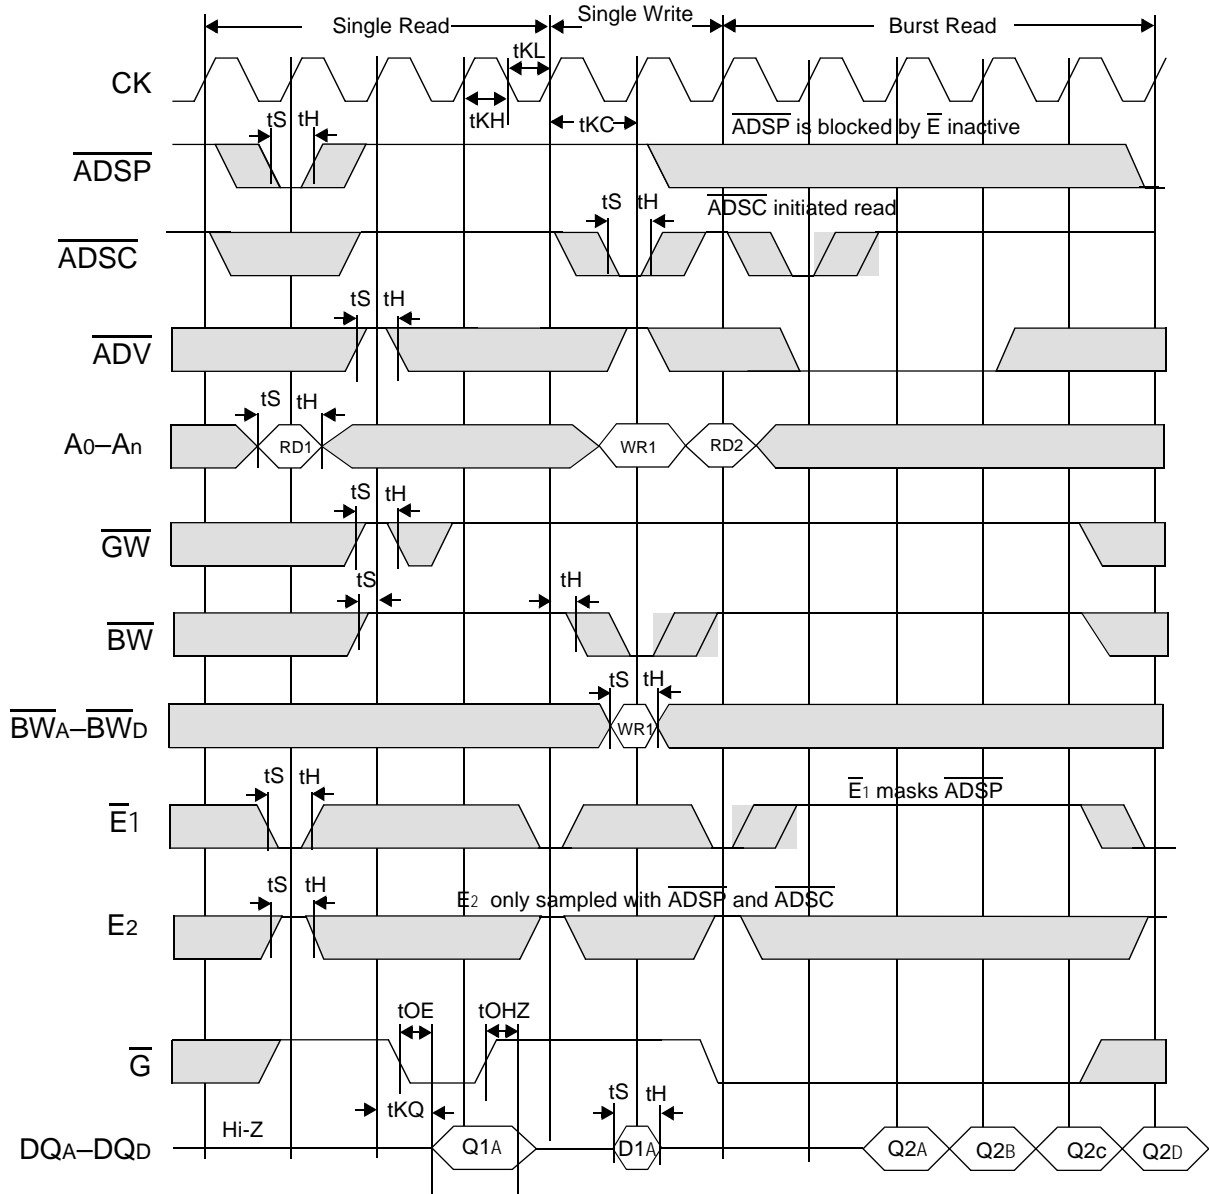 Single Read Single Write Burst Read
tKL
CK
tKH tKC
ADSP is blocked by E inactive
tS tH
ADSP
tS tH ADSC initiated read
ADSC
tS tH
ADV
tS tH
A0–An RD1 WR1 RD2
tS tH
GW
tS tH
BW
tS tH
BWA–BWD WR1
tS tH E1 masks ADSP
E1
tS tH E2 only sampled with ADSP and ADSC
E2
tOE tOHZ
G
tKQ tS tH
Hi-Z
DQA–DQD Q1A D1A Q2A Q2B Q2c Q2D